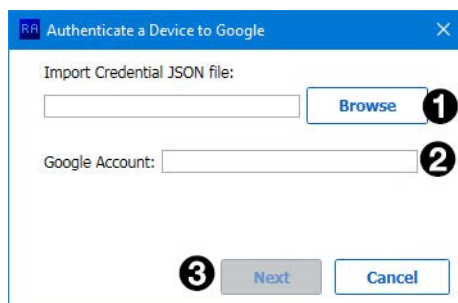 RA Authenticate a Device to Google
Import Credential JSON file:
Browse 1
Google Account: 2
3 Next Cancel